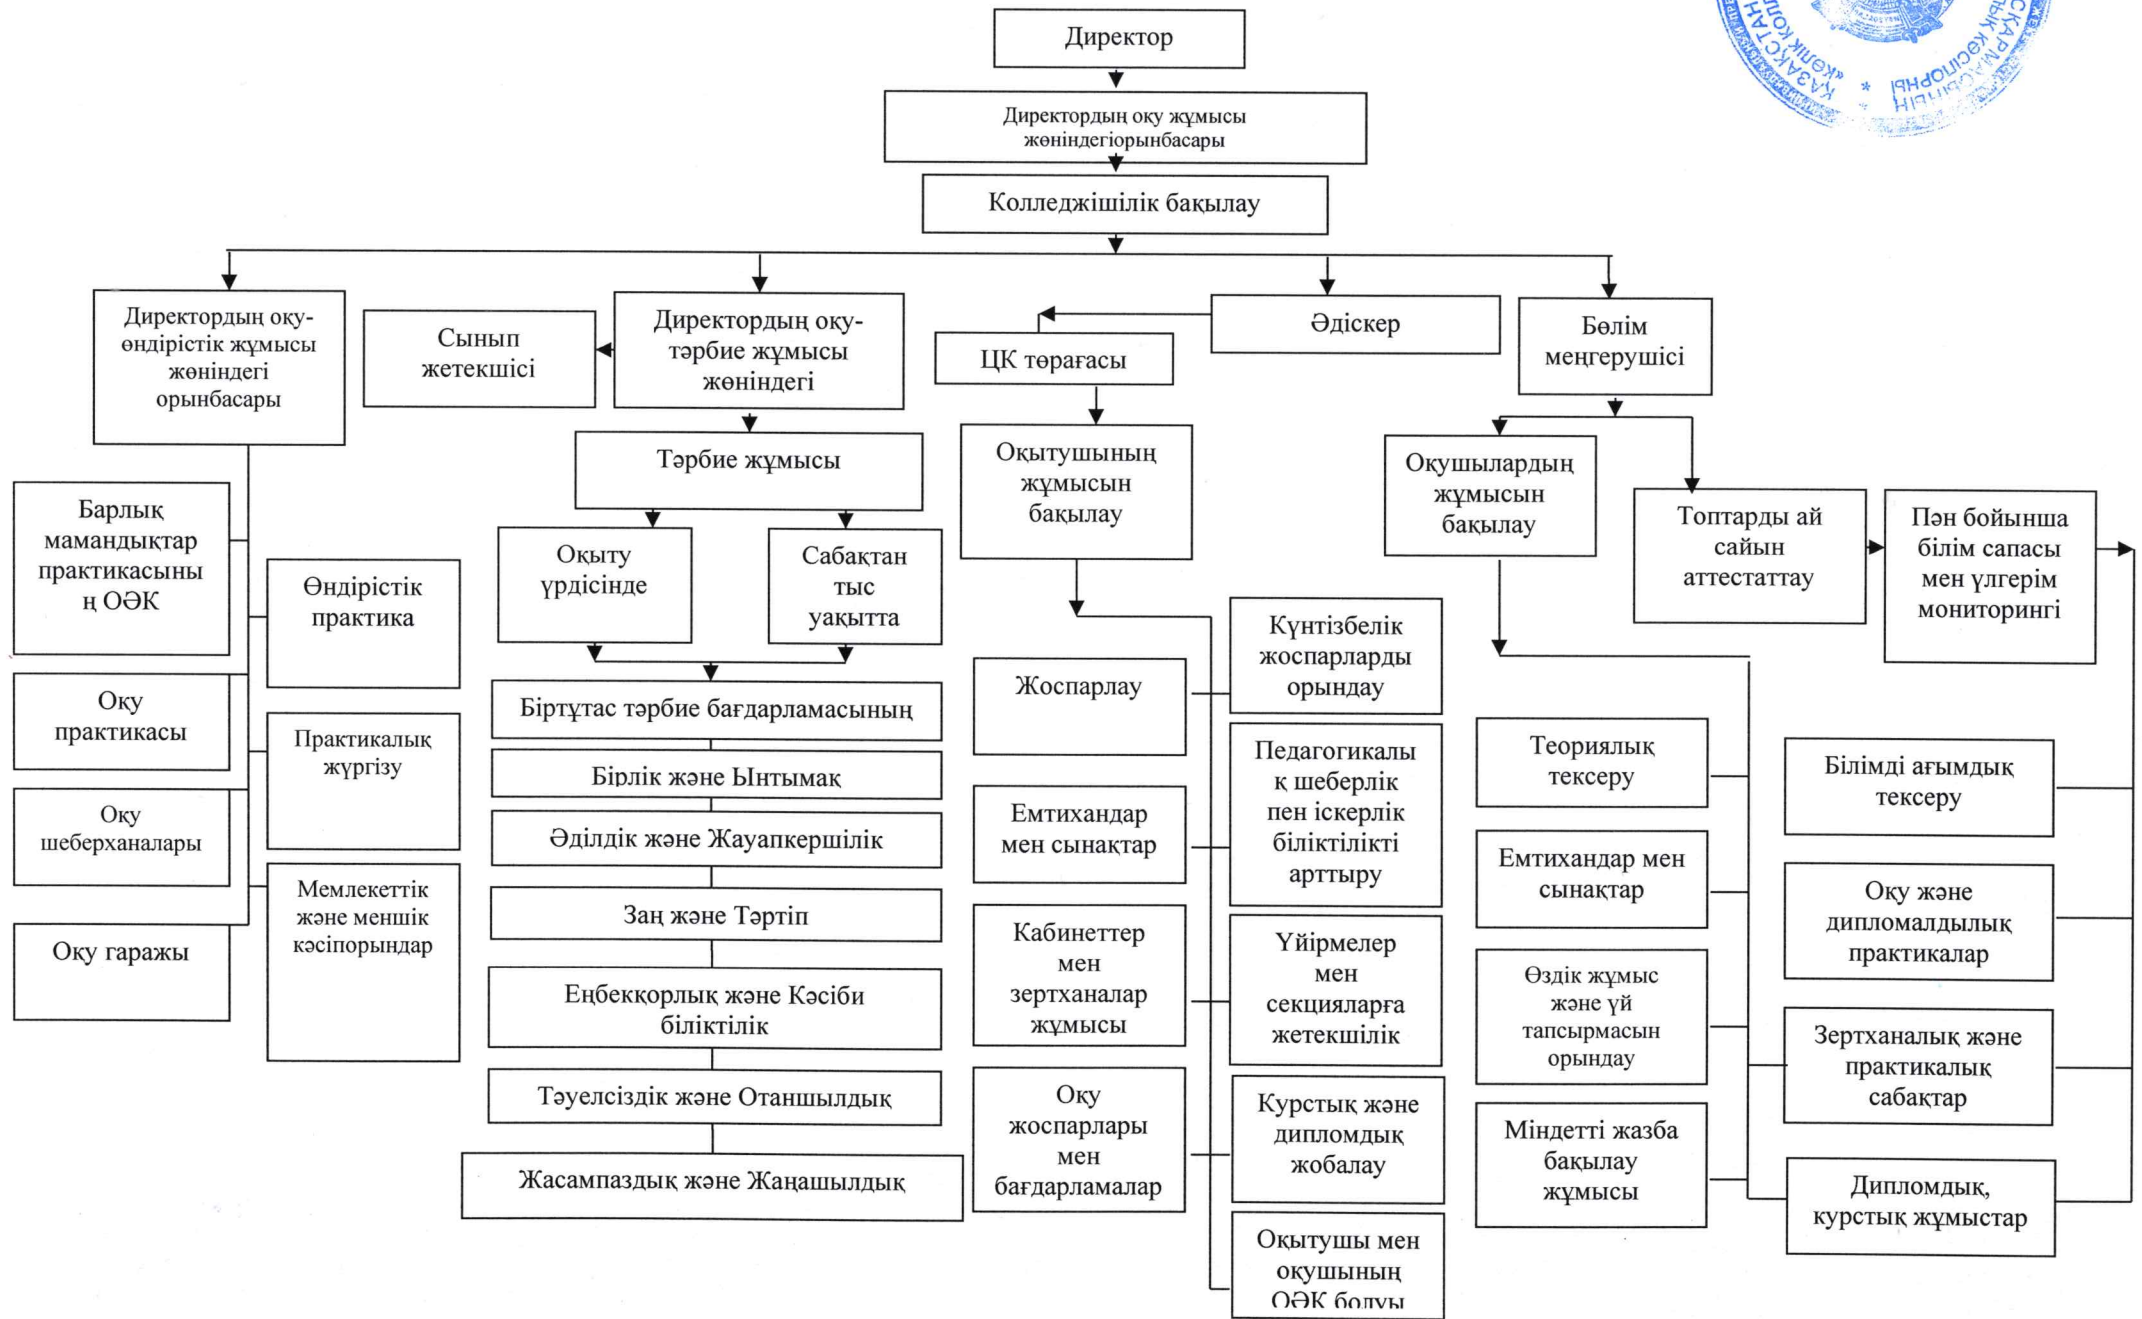 Директор
Директордың оқу жұмысы
жөніндегіорынбасары
Колледжішілік бақылау
Директордың оқу-
өндірістік жұмысы
жөніндегі
орынбасары
Сынып
жетекшісі
Директордың оқу-
тәрбие жұмысы
жөніндегі
ЦК төрағасы
Әдіскер
Бөлім
меңгерушісі
Тәрбие жұмысы
Оқытушының
жұмысын
бақылау
Оқушылардың
жұмысын
бақылау
Топтарды ай
сайын
аттестаттау
Пән бойынша
білім сапасы
мен үлгерім
мониторингі
Барлық
мамандықтар
практикасыны
ң ОӘК
Өндірістік
практика
Оқыту
үрдісінде
Сабақтан
тыс
уақытта
Оқу
практикасы
Практикалық
жүргізу
Оқу
шеберханалары
Мемлекеттік
және меншік
кәсіпорындар
Оқу гаражы
Біртұтас тәрбие бағдарламасының
Бірлік және Ынтымақ
Әділдік және Жауапкершілік
Заң және Тәртіп
Еңбекқорлық және Кәсіби
біліктілік
Тәуелсіздік және Отаншылдық
Жасампаздық және Жаңашылдық
Жоспарлау
Емтихандар
мен сынақтар
Кабинеттер
мен
зертханалар
жұмысы
Оқу
жоспарлары
мен
бағдарламалар
Күнтізбелік
жоспарларды
орындау
Педагогикалы
қ шеберлік
пен іскерлік
біліктілікті
арттыру
Үйірмелер
мен
секцияларға
жетекшілік
Курстық және
дипломдық
жобалау
Оқытушы мен
оқушының
ОӘК болуы
Теориялық
тексеру
Емтихандар мен
сынақтар
Өздік жұмыс
және үй
тапсырмасын
орындау
Міндетті жазба
бақылау
жұмысы
Білімді ағымдық
тексеру
Оқу және
дипломалдылық
практикалар
Зертханалық және
практикалық
сабақтар
Дипломдық,
курстық жұмыстар